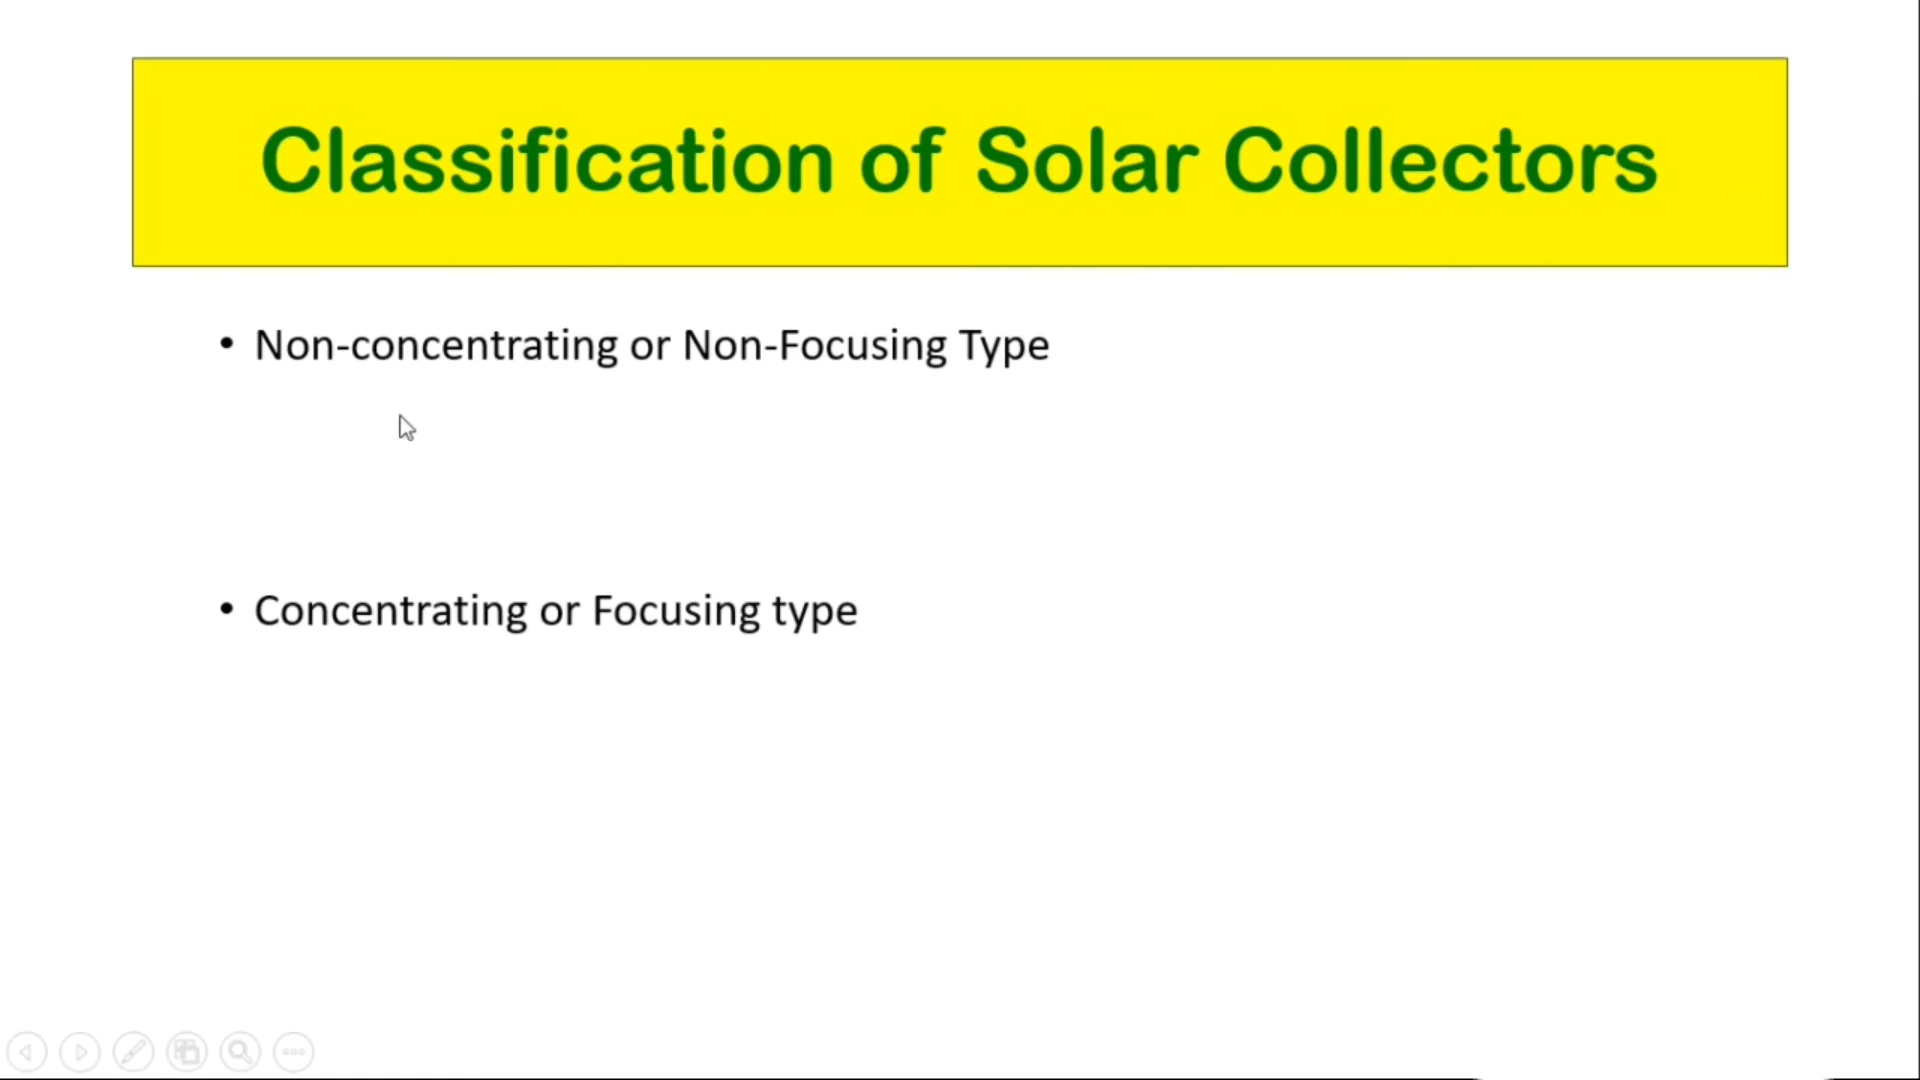 Classification of Solar Collectors
• Non-concentrating or Non-Focusing Type
• Concentrating or Focusing type